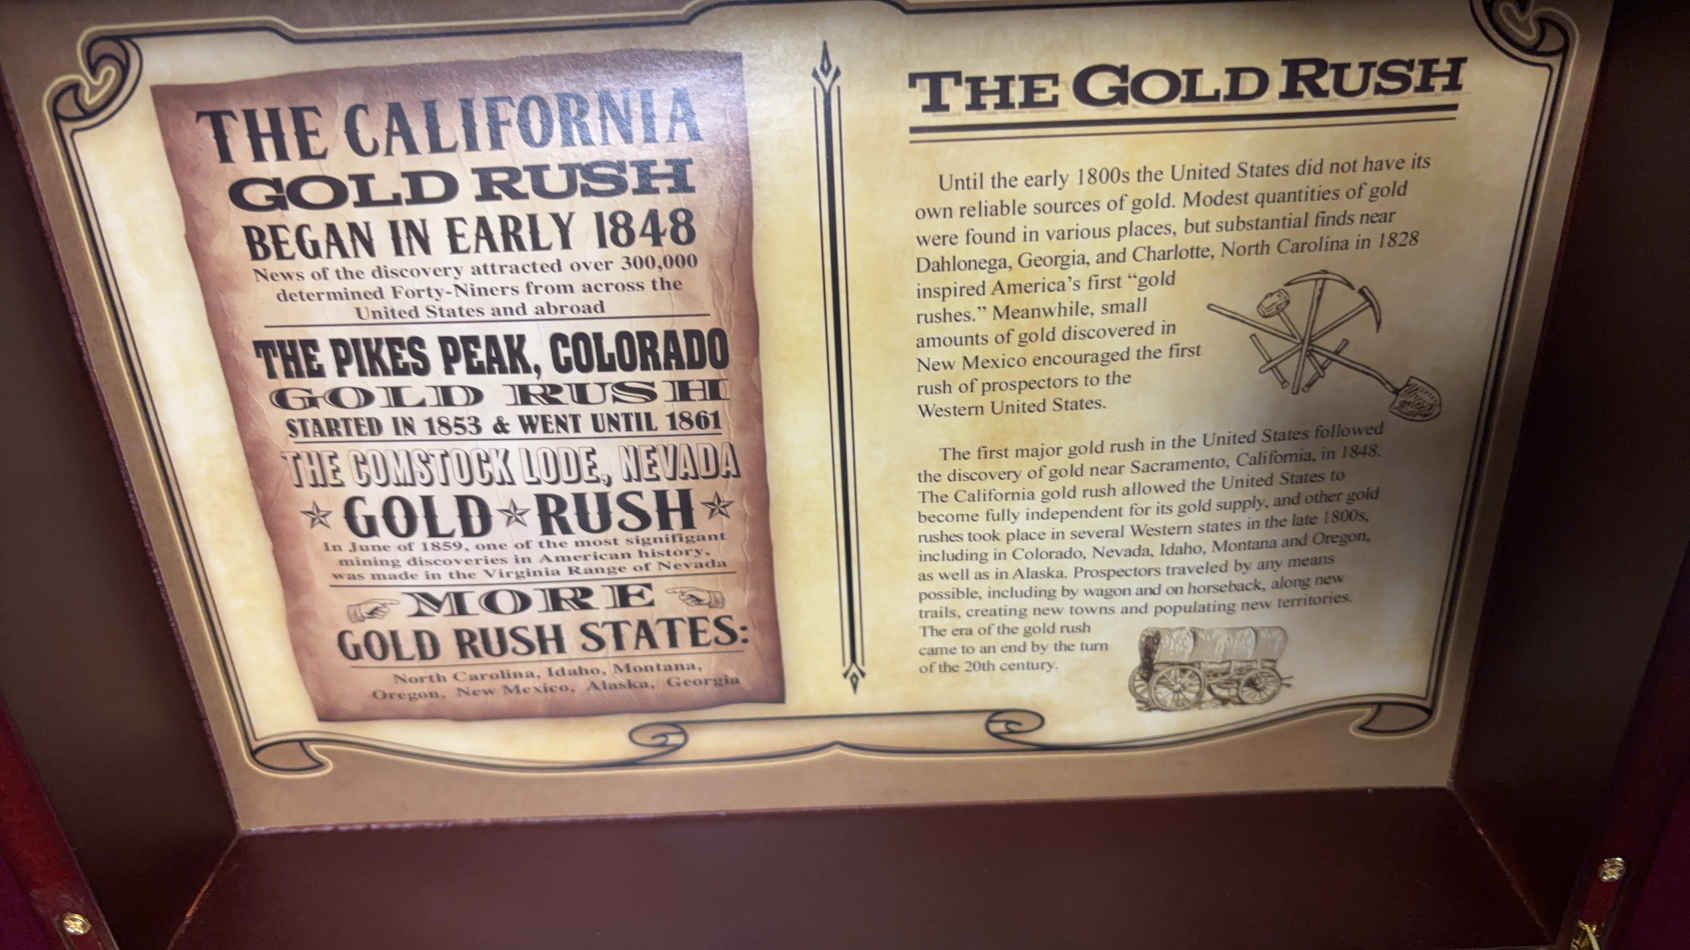 THE CALIFORNIA
GOLD RUSH
BEGAN IN EARLY 1848
News of the discovery attracted over 300,000
determined Forty-Niners from across the
United States and abroad
THE PIKES PEAK, COLORADO
GOLD RUSH
STARTED IN 1853 & WENT UNTIL 1861
THE COMSTOCK LODE, NEVADA
GOLD RUSH
In June of 1859, one of the most signifigant
mining discoveries in American history,
was made in the Virginia Range of Nevada
MORE
GOLD RUSH STATES:
North Carolina, Idaho, Montana,
Oregon, New Mexico, Alaska, Georgia
THE GOLD RUSH
Until the early 1800s the United States did not have its
own reliable sources of gold. Modest quantities of gold
were found in various places, but substantial finds near
Dahlonega, Georgia, and Charlotte, North Carolina in 1828
inspired America's first “gold
rushes.” Meanwhile, small
amounts of gold discovered in
New Mexico encouraged the first
rush of prospectors to the
Western United States.
The first major gold rush in the United States followed
the discovery of gold near Sacramento, California, in 1848.
The California gold rush allowed the United States to
become fully independent for its gold supply, and other gold
rushes took place in several Western states in the late 1800s,
including in Colorado, Nevada, Idaho, Montana and Oregon,
as well as in Alaska. Prospectors traveled by any means
possible, including by wagon and on horseback, along new
trails, creating new towns and populating new territories.
The era of the gold rush
came to an end by the turn
of the 20th century.